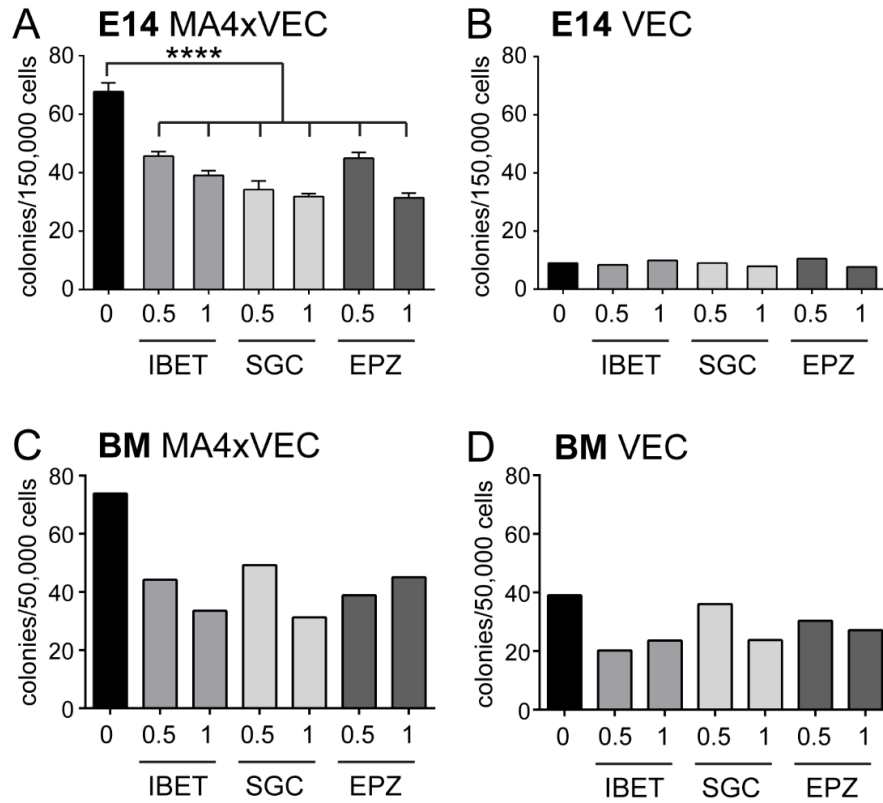 A E14 MA4xVEC
colonies/150,000 cells
80
60
40
20
0
****
0 0.5 1 0.5 1 0.5 1
IBET SGC EPZ
B E14 VEC
colonies/150,000 cells
80
60
40
20
0
0 0.5 1 0.5 1 0.5 1
IBET SGC EPZ
C BM MA4xVEC
colonies/50,000 cells
80
60
40
20
0
0 0.5 1 0.5 1 0.5 1
IBET SGC EPZ
D BM VEC
colonies/50,000 cells
80
60
40
20
0
0 0.5 1 0.5 1 0.5 1
IBET SGC EPZ